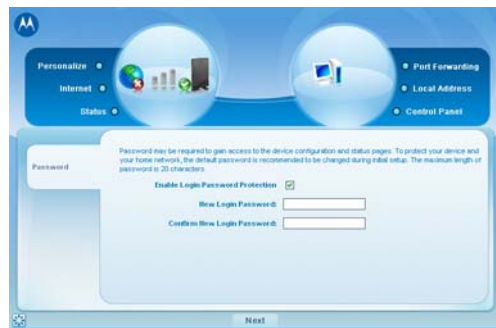 Personalize
Internet
Status
Port Forwarding
Local Address
Control Panel
Password
Password may be required to gain access to the device configuration and status pages. To protect your device and
your home network, the default password is recommended to be changed during initial setup. The maximum length of
password is 20 characters
Enable Login Password Protection
New Login Password:
Confirm New Login Password:
Next